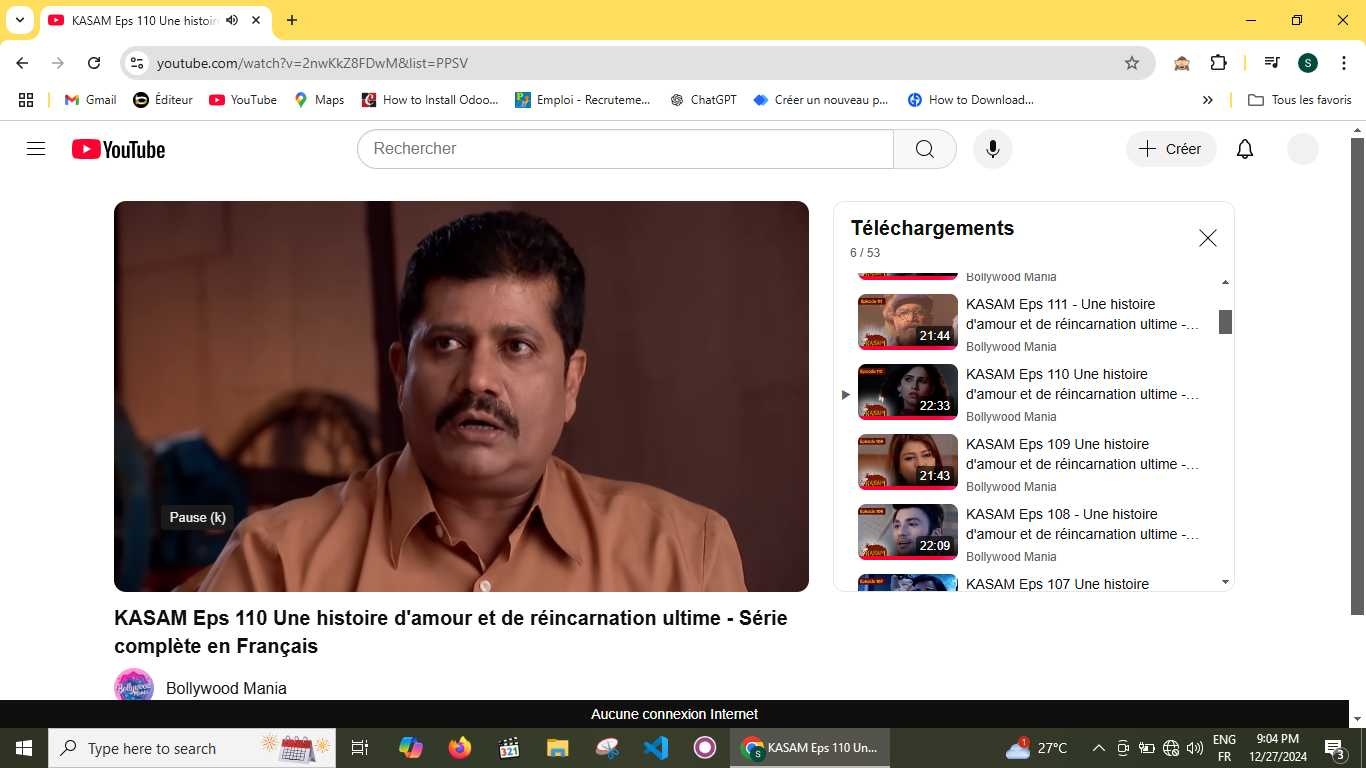 KASAM Eps 110 Une histoir
youtube.com/watch?v=2nwKkZ8FDwM&list=PPSV
S
Gmail
Éditeur
YouTube
Maps
How to Install Odoo...
Emploi - Recruteme...
ChatGPT
Créer un nouveau p...
How to Download...
Tous les favoris
YouTube
Rechercher
Créer
Pause (k)
Téléchargements
6 / 53
Bollywood Mania
KASAM Eps 111 - Une histoire
d'amour et de réincarnation ultime -...
Bollywood Mania
21:44
KASAM Eps 110 Une histoire
d'amour et de réincarnation ultime -...
Bollywood Mania
22:33
KASAM Eps 109 Une histoire
d'amour et de réincarnation ultime -...
Bollywood Mania
21:43
KASAM Eps 108 - Une histoire
d'amour et de réincarnation ultime -...
Bollywood Mania
22:09
KASAM Eps 107 Une histoire
KASAM Eps 110 Une histoire d'amour et de réincarnation ultime - Série
complète en Français
Bollywood Mania
Aucune connexion Internet
Type here to search
KASAM Eps 110 Un...
27°C
ENG
FR
9:04 PM
12/27/2024
3